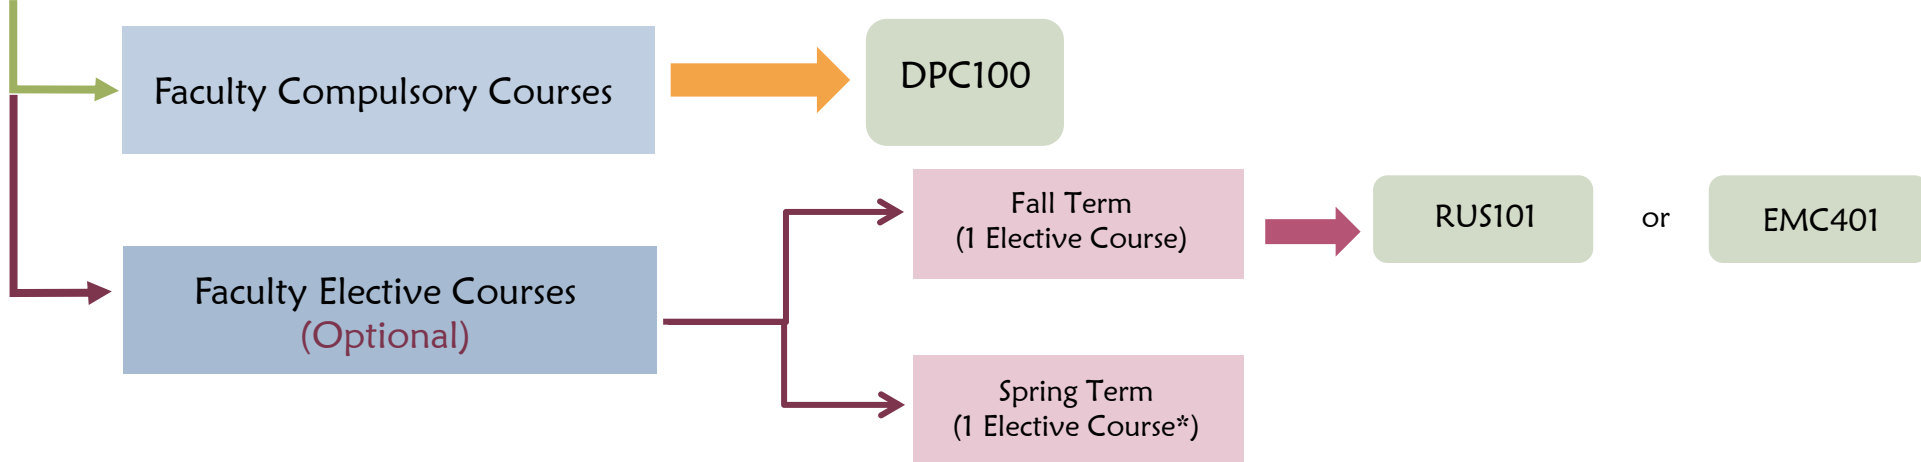 Faculty Compulsory Courses
DPC100
Faculty Elective Courses
(Optional)
Fall Term
(1 Elective Course)
RUS101
or
EMC401
Spring Term
(1 Elective Course*)